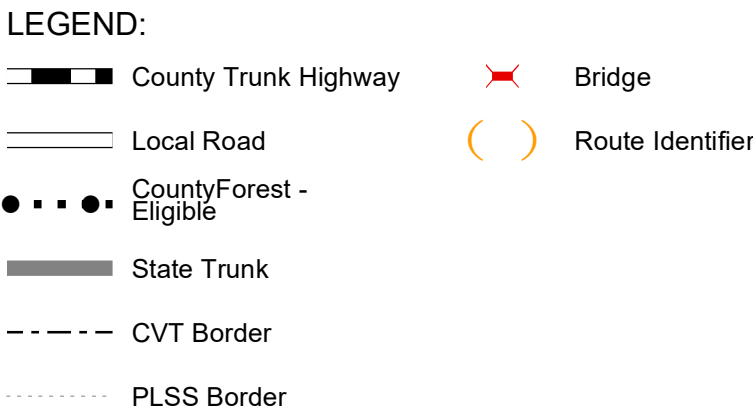 LEGEND:
County Trunk Highway
Local Road
CountyForest -
Eligible
State Trunk
CVT Border
PLSS Border
Bridge
Route Identifier